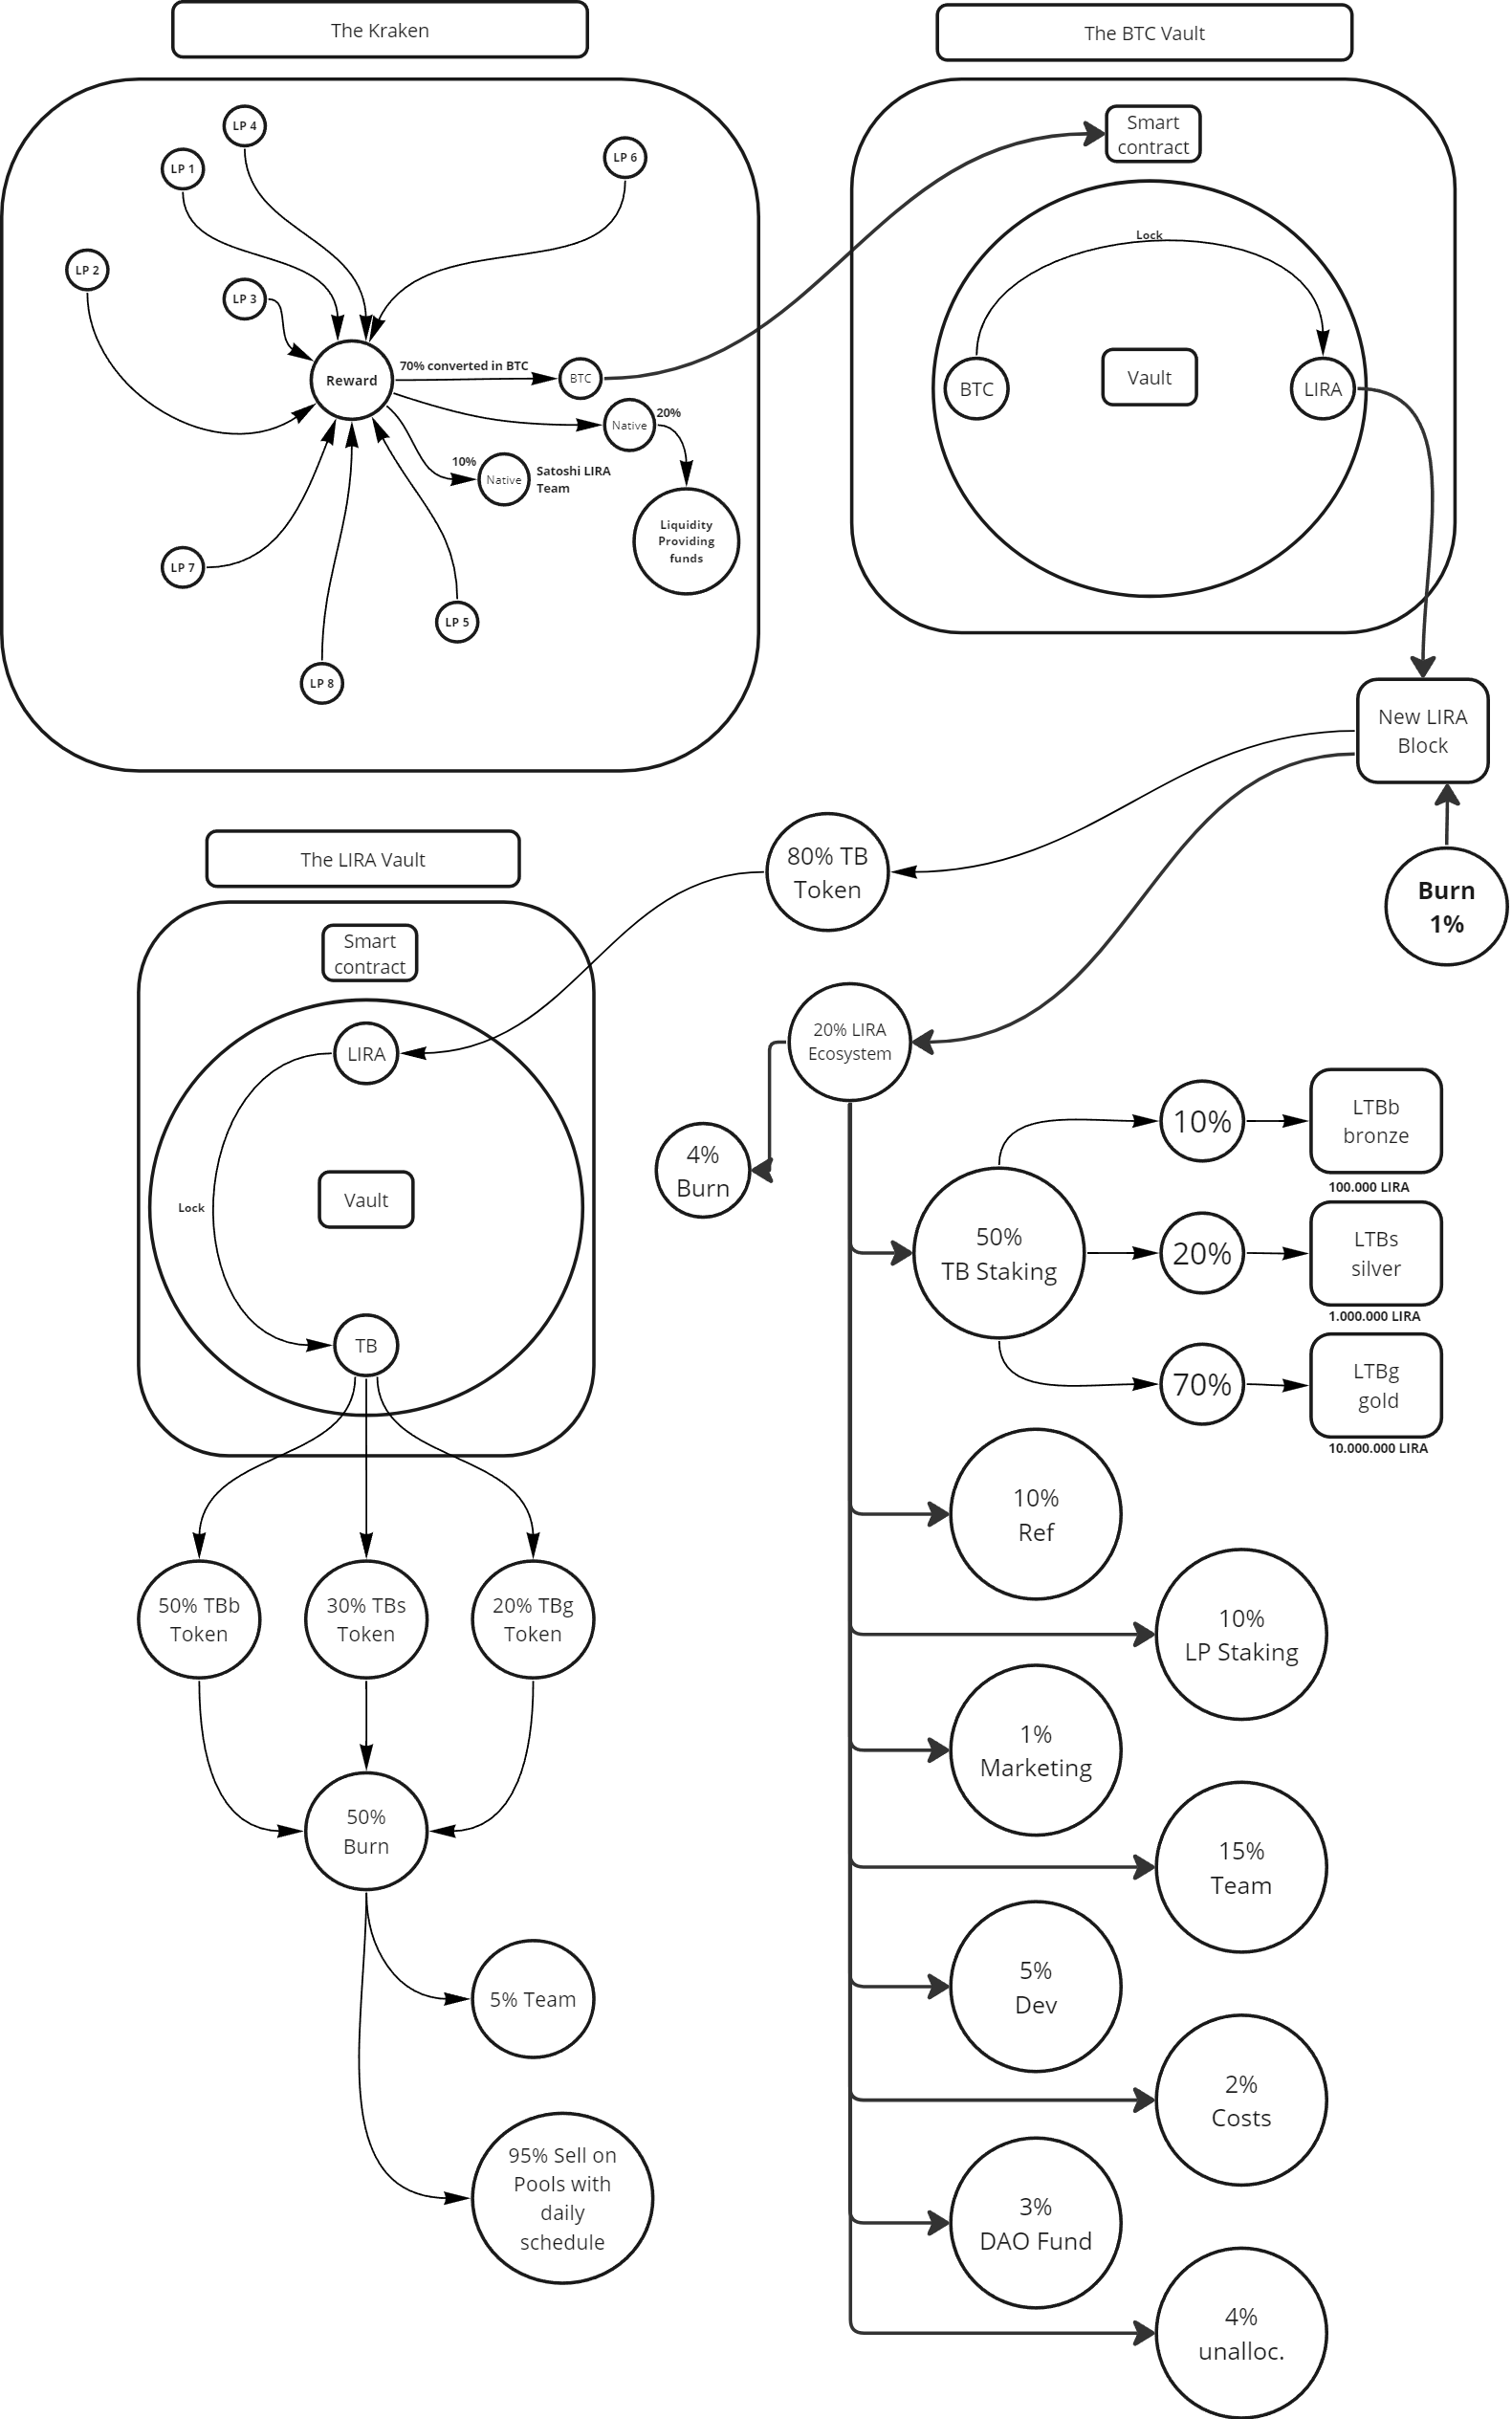 The Kraken
The BTC Vault
LP 4
LP 1
LP 6
LP 2
LP 3
Reward
70% converted in BTC
BTC
Native
20%
10%
Native
Satoshi LIRA
Team
Liquidity
Providing
funds
LP 7
LP 5
LP 8
Smart
contract
Lock
BTC
Vault
LIRA
New LIRA
Block
Burn
1%
80% TB
Token
20% LIRA
Ecosystem
The LIRA Vault
Smart
contract
LIRA
Lock
Vault
TB
50% TBb
Token
30% TBs
Token
20% TBg
Token
50%
Burn
5% Team
95% Sell on
Pools with
daily
schedule
4%
Burn
50%
TB Staking
10%
LTBb
bronze
100.000 LIRA
20%
LTBs
silver
1.000.000 LIRA
70%
LTBg
gold
10.000.000 LIRA
10%
Ref
10%
LP Staking
1%
Marketing
15%
Team
5%
Dev
2%
Costs
3%
DAO Fund
4%
unalloc.